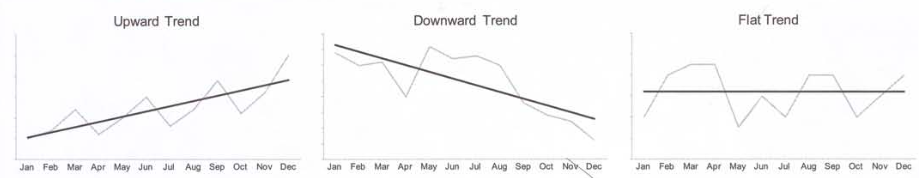 Upward Trend
Jan Feb Mar Apr May Jun Jul Aug Sep Oct Nov Dec
Downward Trend
Jan Feb Mar Apr May Jun Jul Aug Sep Oct Nov Dec
Flat Trend
Jan Feb Mar Apr May Jun Jul Aug Sep Oct Nov Dec